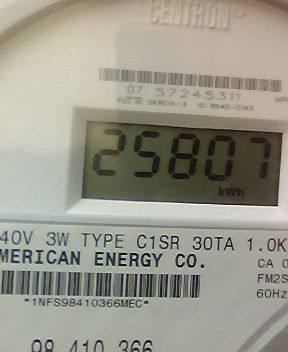 CENTRON
07 57245311
25807
kWh
40V 3W TYPE C1SR 30TA 1.0K
MERICAN ENERGY CO.
CA 0
FM2S
60Hz
*1NFS98410366MEC*
98 410 366